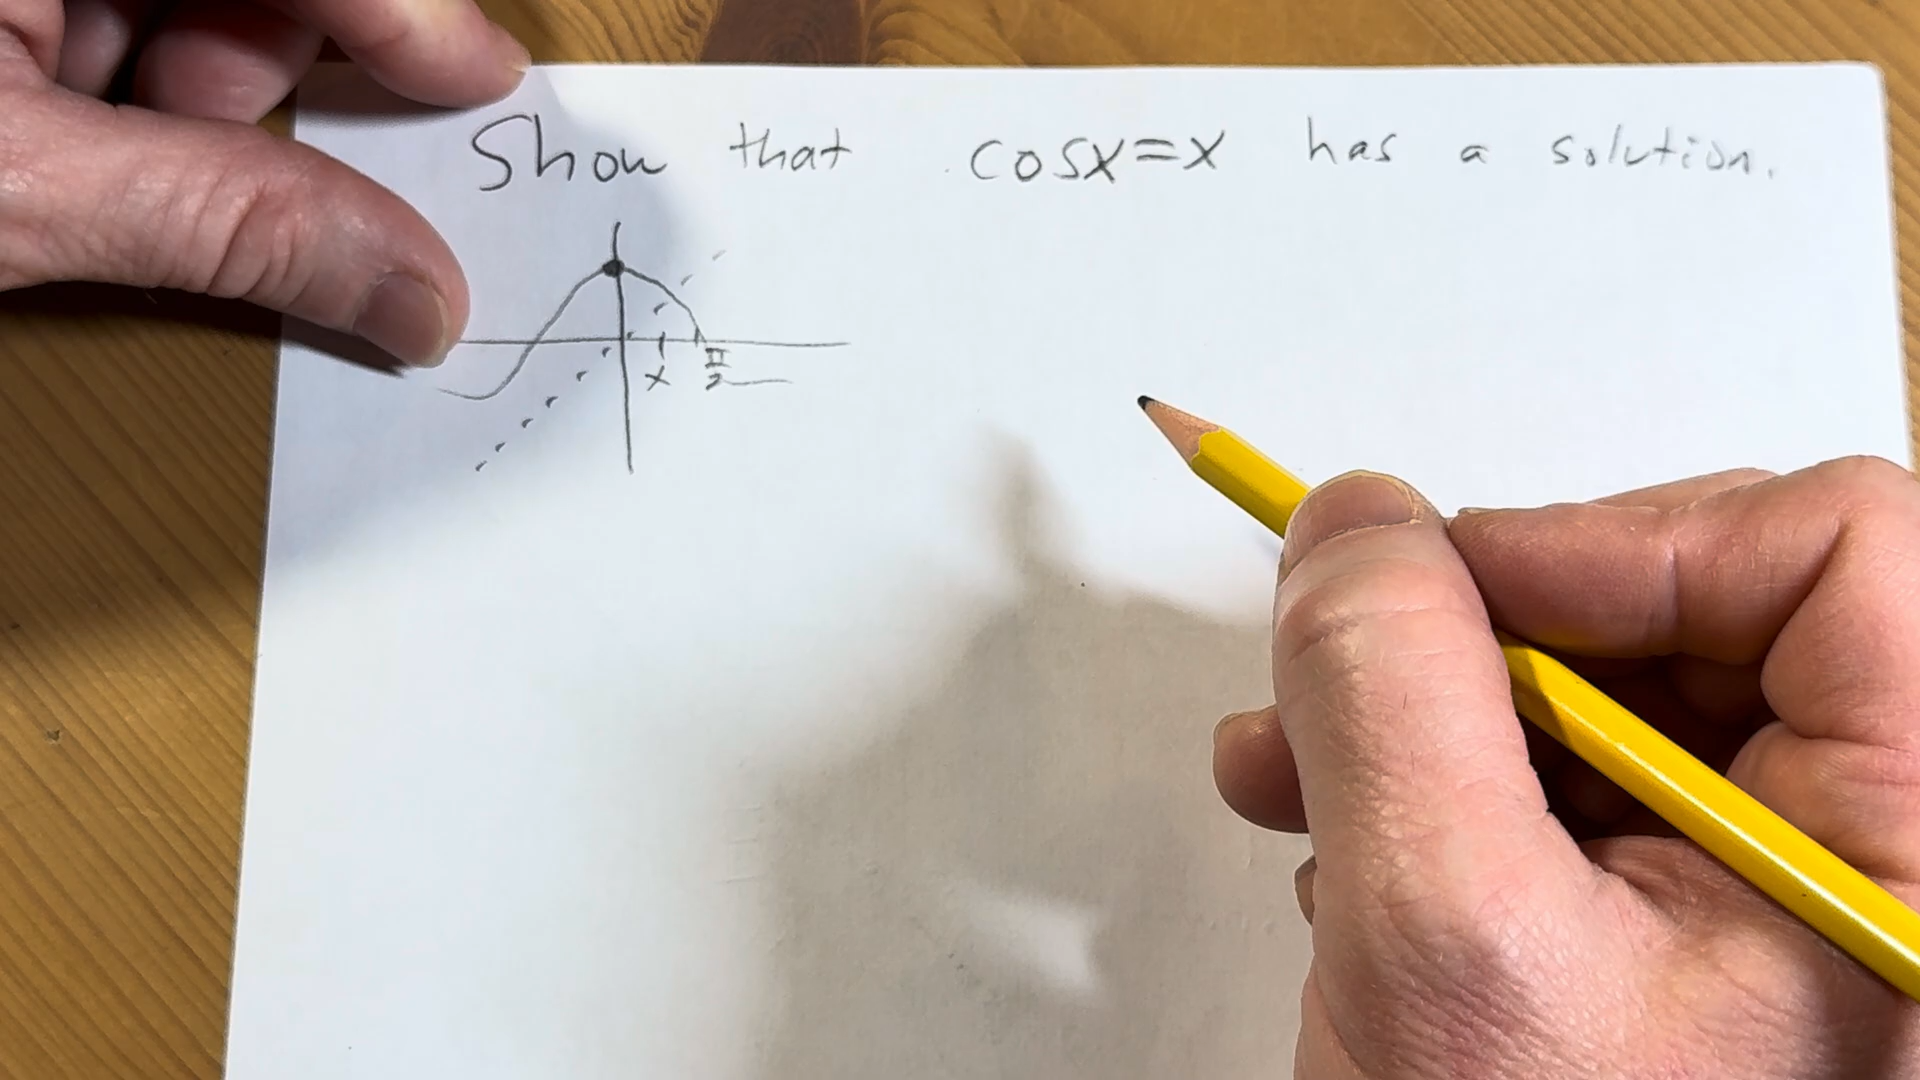 Show that cosx=x has a solution.
x π/2